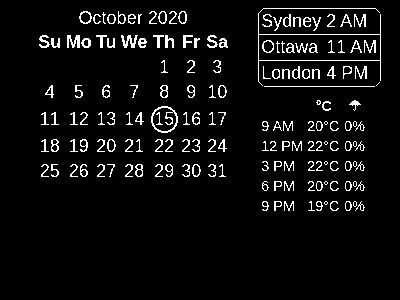 October 2020
Su Mo Tu We Th Fr Sa
1 2 3
4 5 6 7 8 9 10
11 12 13 14 15 16 17
18 19 20 21 22 23 24
25 26 27 28 29 30 31
Sydney 2 AM
Ottawa 11 AM
London 4 PM
°C
9 AM 20°C 0%
12 PM 22°C 0%
3 PM 22°C 0%
6 PM 20°C 0%
9 PM 19°C 0%